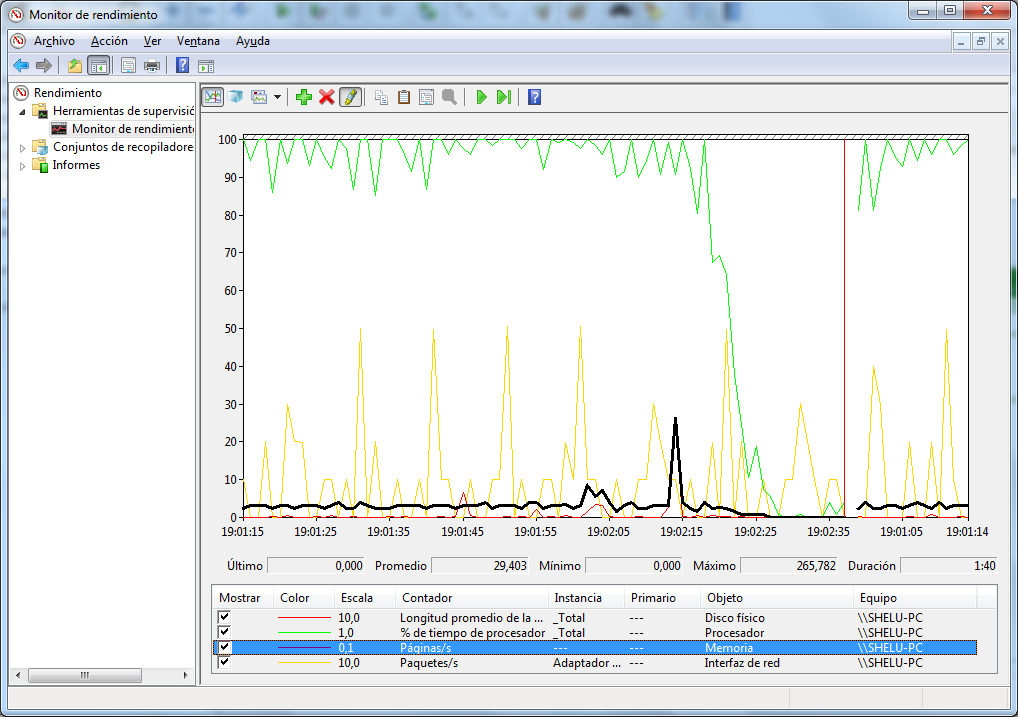 Monitor de rendimiento
Archivo Acción Ver Ventana Ayuda
Rendimiento
Herramientas de supervisió
Monitor de rendimiento
Conjuntos de recopiladore
Informes
100
90
80
70
60
50
40
30
20
10
0
19:01:15 19:01:25 19:01:35 19:01:45 19:01:55 19:02:05 19:02:15 19:02:25 19:02:35 19:01:05 19:01:14
Último 0,000 Promedio 29,403 Mínimo 0,000 Máximo 265,782 Duración 1:40
Mostrar Color Escala Contador Instancia Primario Objeto Equipo
10,0 Longitud promedio de la ... _Total --- Disco físico \\SHELU-PC
1,0 % de tiempo de procesador _Total --- Procesador \\SHELU-PC
0,1 Páginas/s --- --- Memoria \\SHELU-PC
10,0 Paquetes/s Adaptador ... --- Interfaz de red \\SHELU-PC